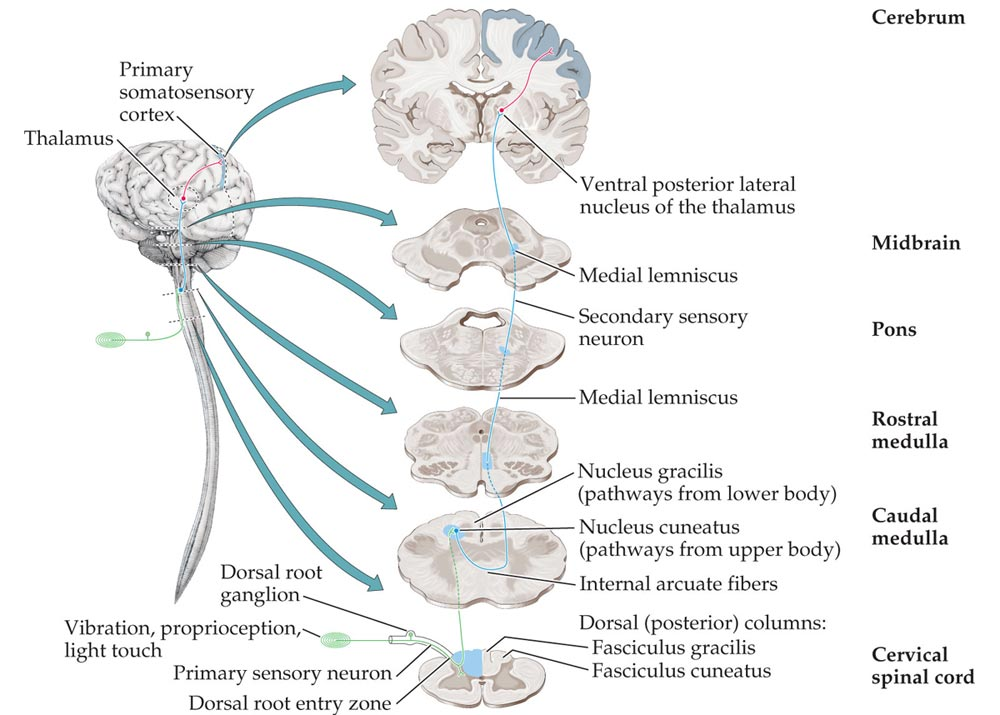 Cerebrum
Primary
somatosensory
cortex
Thalamus
Ventral posterior lateral
nucleus of the thalamus
Midbrain
Medial lemniscus
Secondary sensory
neuron
Pons
Medial lemniscus
Rostral
medulla
Nucleus gracilis
(pathways from lower body)
Caudal
medulla
Nucleus cuneatus
(pathways from upper body)
Internal arcuate fibers
Dorsal root
ganglion
Vibration, proprioception,
light touch
Primary sensory neuron
Dorsal root entry zone
Dorsal (posterior) columns:
Fasciculus gracilis
Fasciculus cuneatus
Cervical
spinal cord